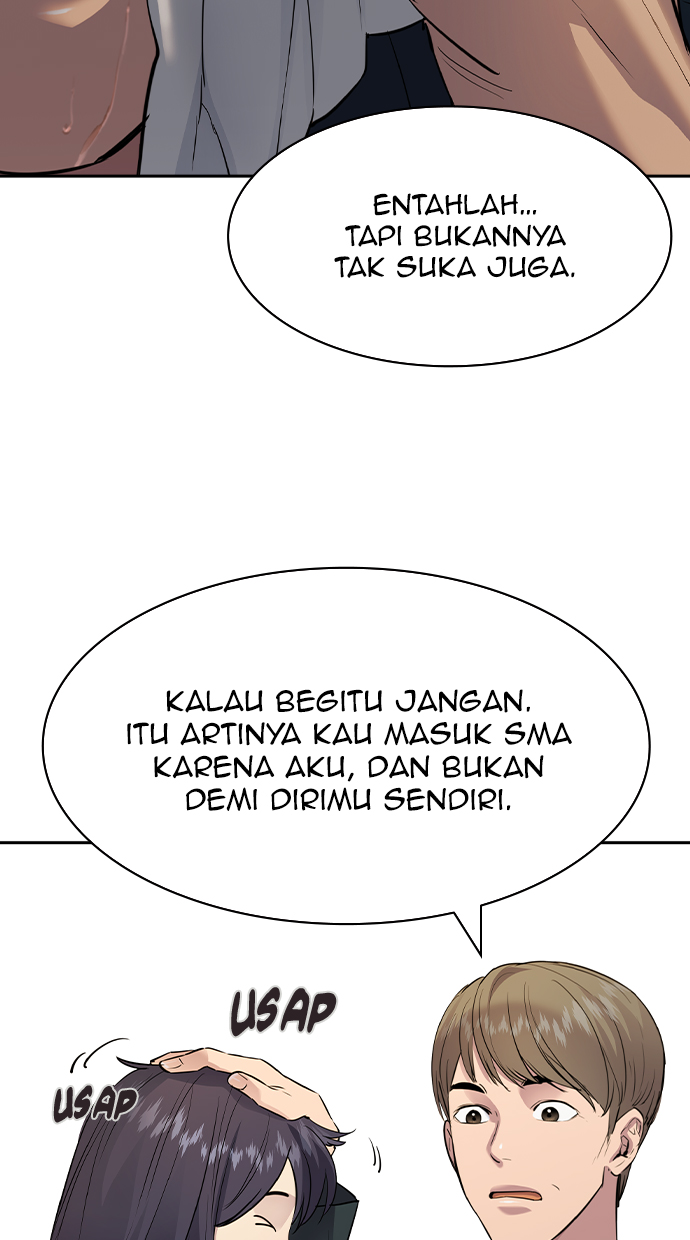 ENTAHLAH...
TAPI BUKANNYA
TAK SUKA JUGA.
KALAU BEGITU JANGAN.
ITU ARTINYA KAU MASUK SMA
KARENA AKU, DAN BUKAN
DEMI DIRIMU SENDIRI.
USAP
USAP